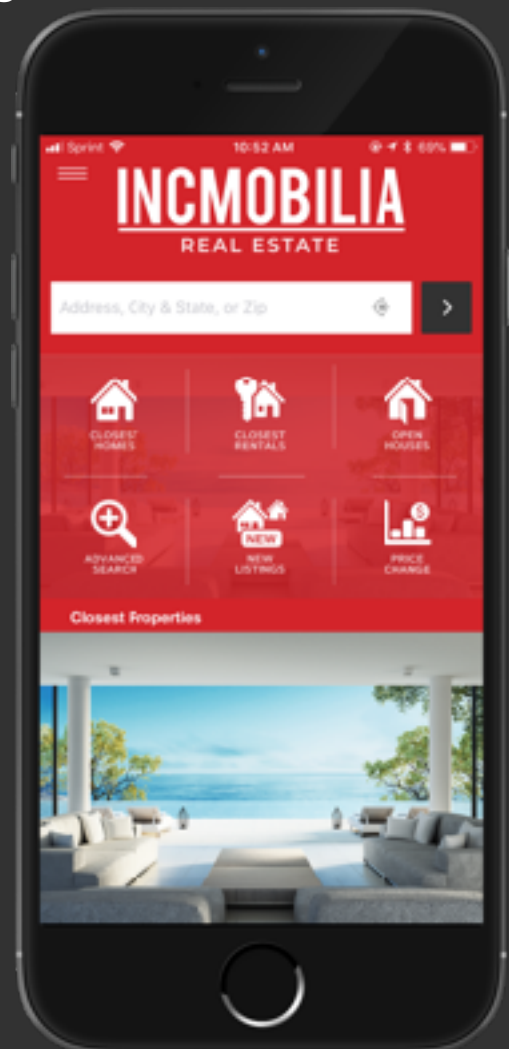 Sprint 10:52 AM 69%
INCMOBILIA
REAL ESTATE
Address, City & State, or Zip
CLOSEST
HOMES
CLOSEST
RENTALS
OPEN
HOUSES
ADVANCED
SEARCH
NEW
NEW
LISTINGS
$
PRICE
CHANGE
Closest Properties